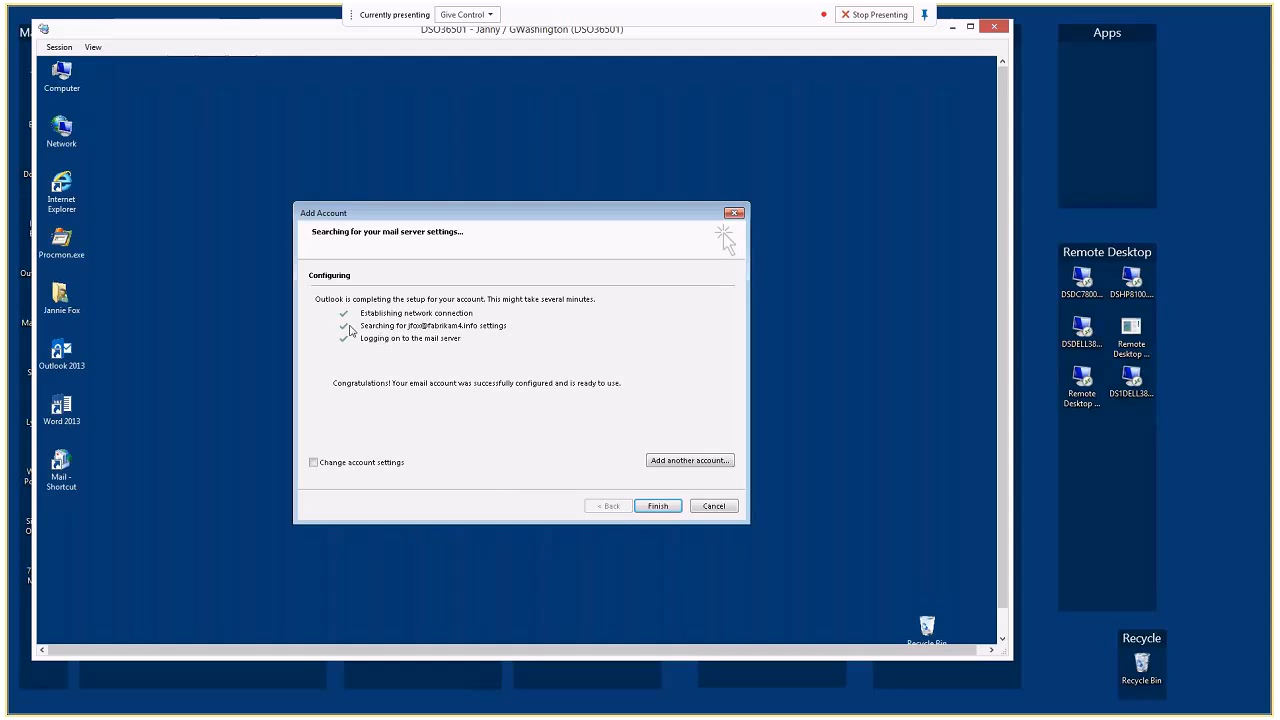 Currently presenting
Give Control
Stop Presenting
DSO36501 - Janny / GWashington (DSO36501)
Session View
Computer
Network
Internet
Explorer
Procmon.exe
Jannie Fox
Outlook 2013
Word 2013
Mail -
Shortcut
Add Account
Searching for your mail server settings...
Configuring
Outlook is completing the setup for your account. This might take several minutes.
Establishing network connection
Searching for jfox@fabrikam4.info settings
Logging on to the mail server
Congratulations! Your email account was successfully configured and is ready to use.
Change account settings
Add another account...
< Back
Finish
Cancel
Recycle Bin
Apps
Remote Desktop
DSDC7800...
DSHP8100...
DSDELL38...
Remote
Desktop ...
Remote
Desktop ...
DS1DELL38...
Recycle
Recycle Bin